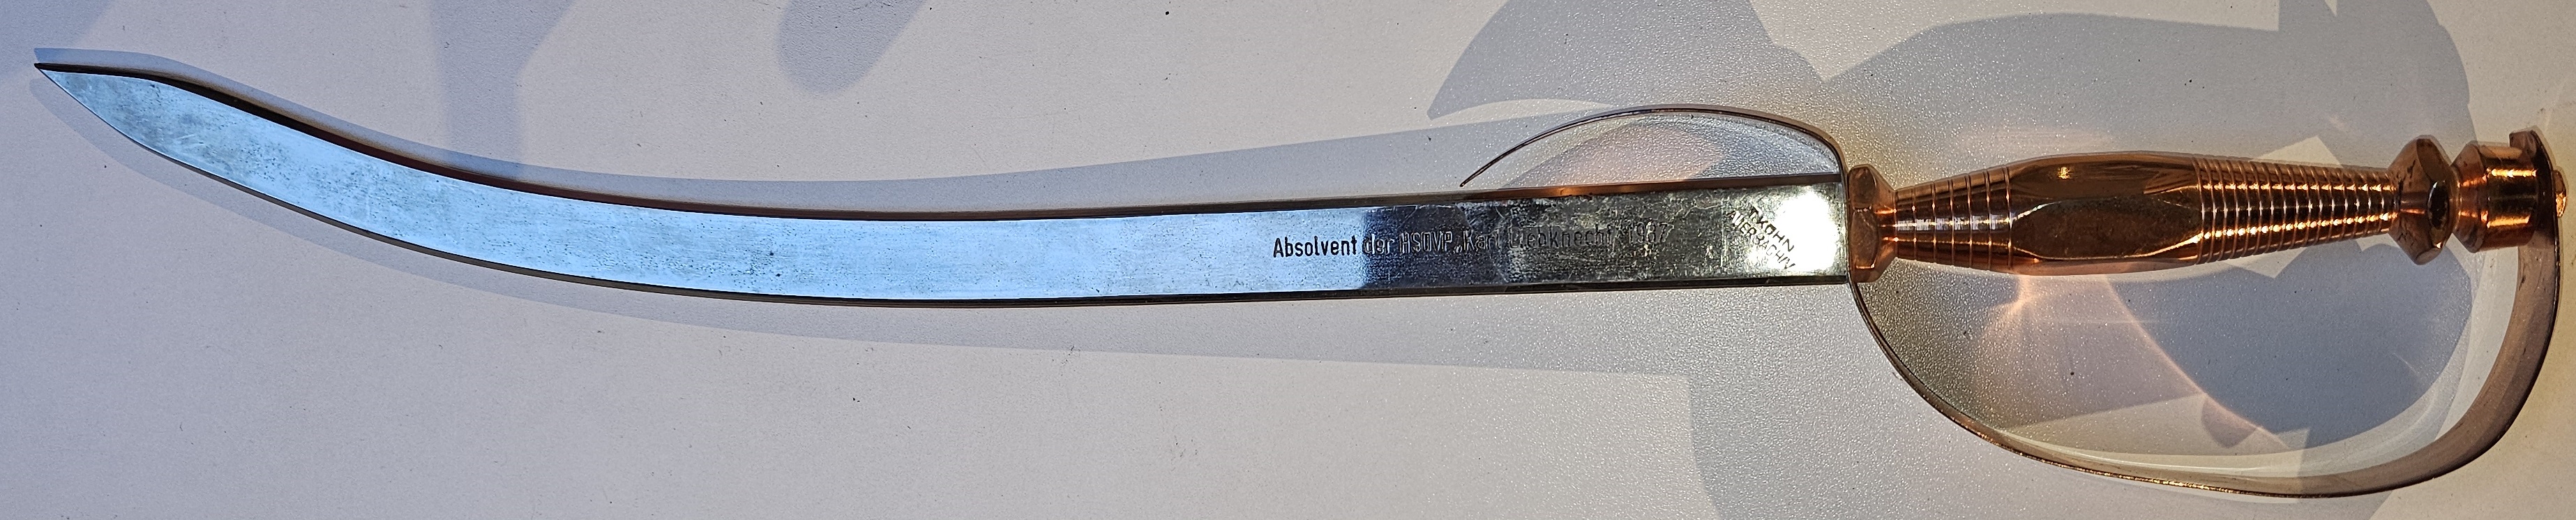 Absolvent der HSDVP „Karl Liebknecht" 1987